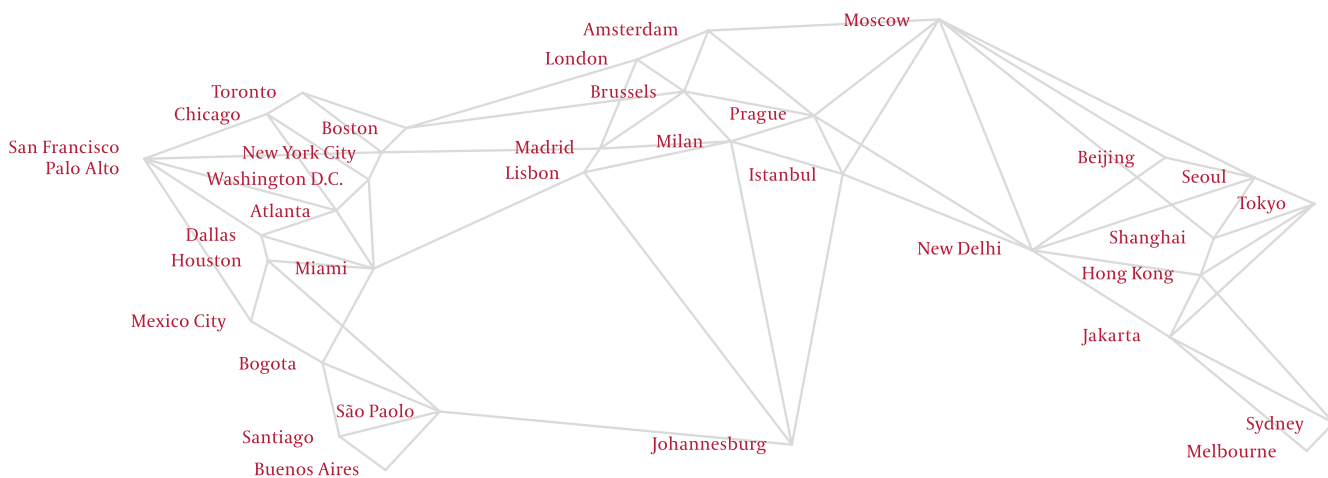 Moscow
Amsterdam
London
Toronto
Brussels
Chicago
Prague
Boston
San Francisco
New York City
Madrid
Milan
Beijing
Palo Alto
Washington D.C.
Lisbon
Istanbul
Seoul
Atlanta
Tokyo
Dallas
Shanghai
New Delhi
Houston
Miami
Hong Kong
Mexico City
Jakarta
Bogota
São Paolo
Sydney
Santiago
Johannesburg
Melbourne
Buenos Aires